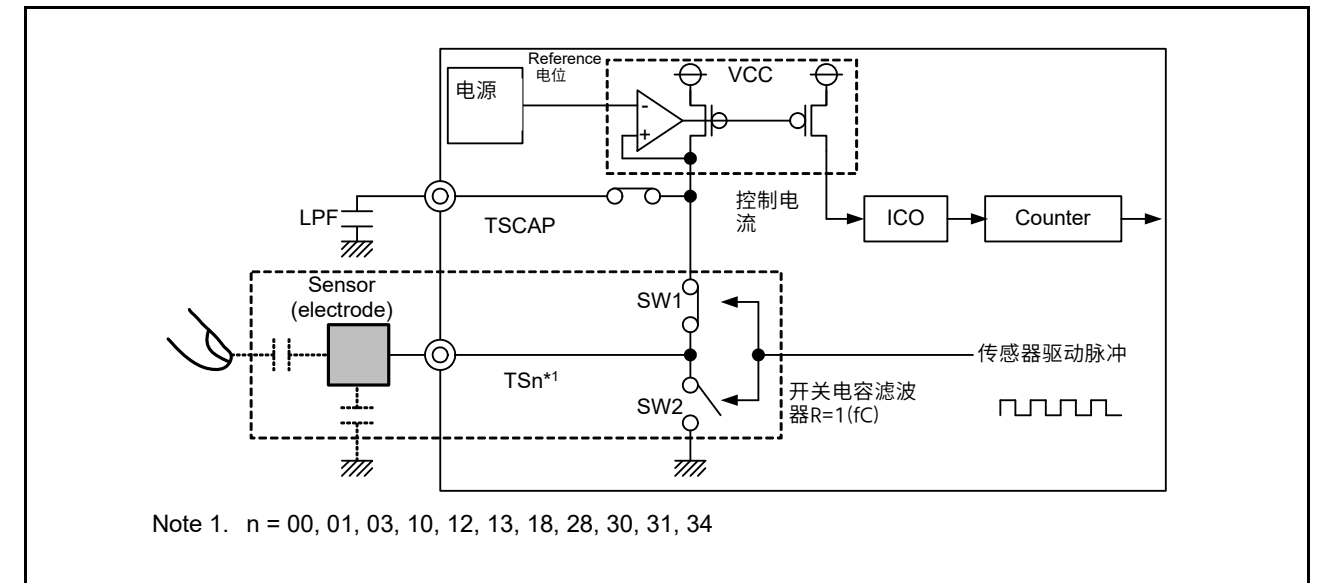 Reference
电位
电源
VCC
-
+
控制电
流
LPF
TSCAP
ICO
Counter
Sensor
(electrode)
SW1
TSn*1
SW2
传感器驱动脉冲
开关电容滤波
器R=1(fC)
Note 1. n = 00, 01, 03, 10, 12, 13, 18, 28, 30, 31, 34